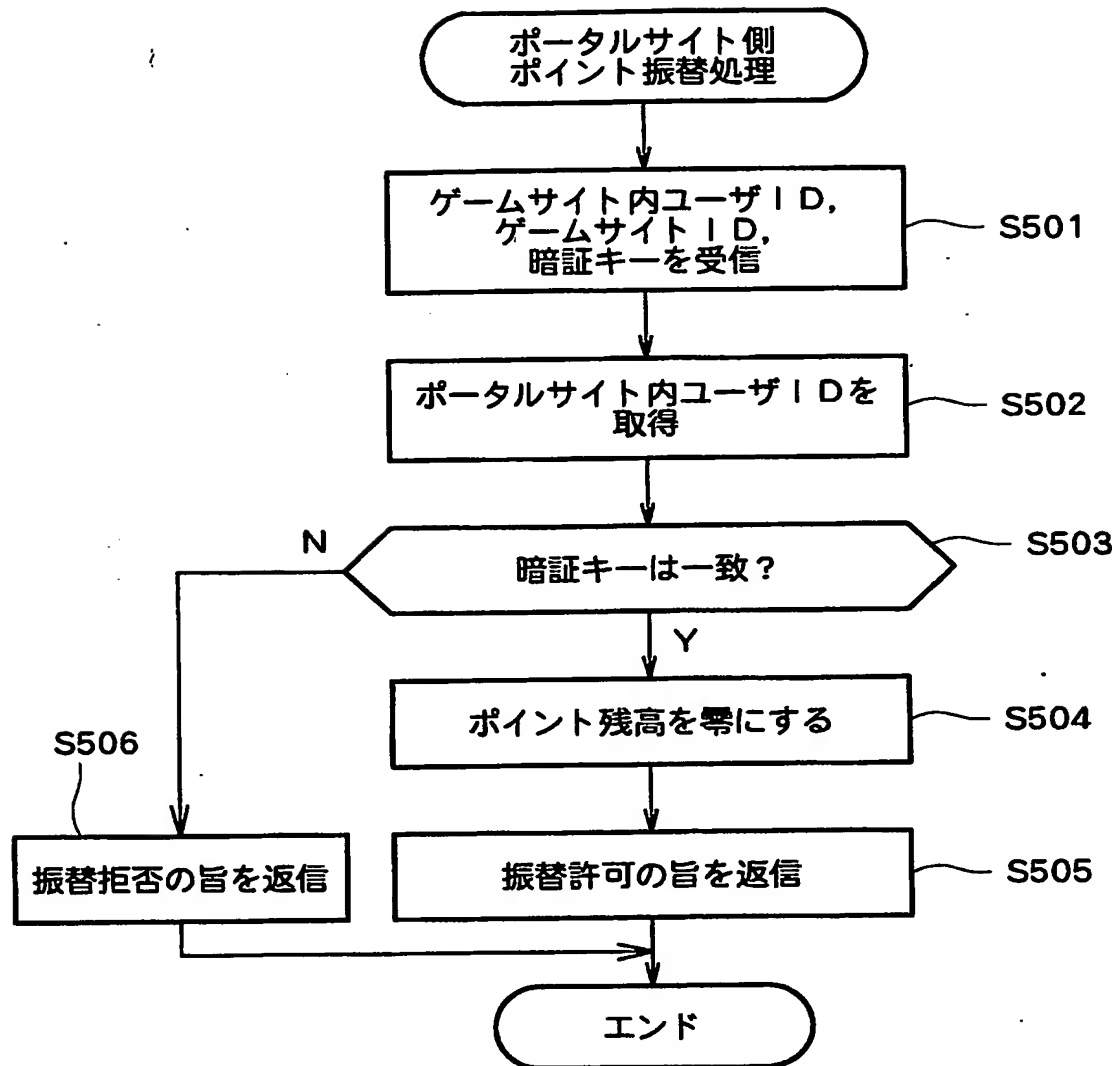 ポータルサイト側
ポイント振替処理
ゲームサイト内ユーザID,
ゲームサイトID,
暗証キーを受信
S501
ポータルサイト内ユーザIDを
取得
S502
暗証キーは一致?
S503
N
Y
ポイント残高を零にする
S504
S506
振替拒否の旨を返信
振替許可の旨を返信
S505
エンド